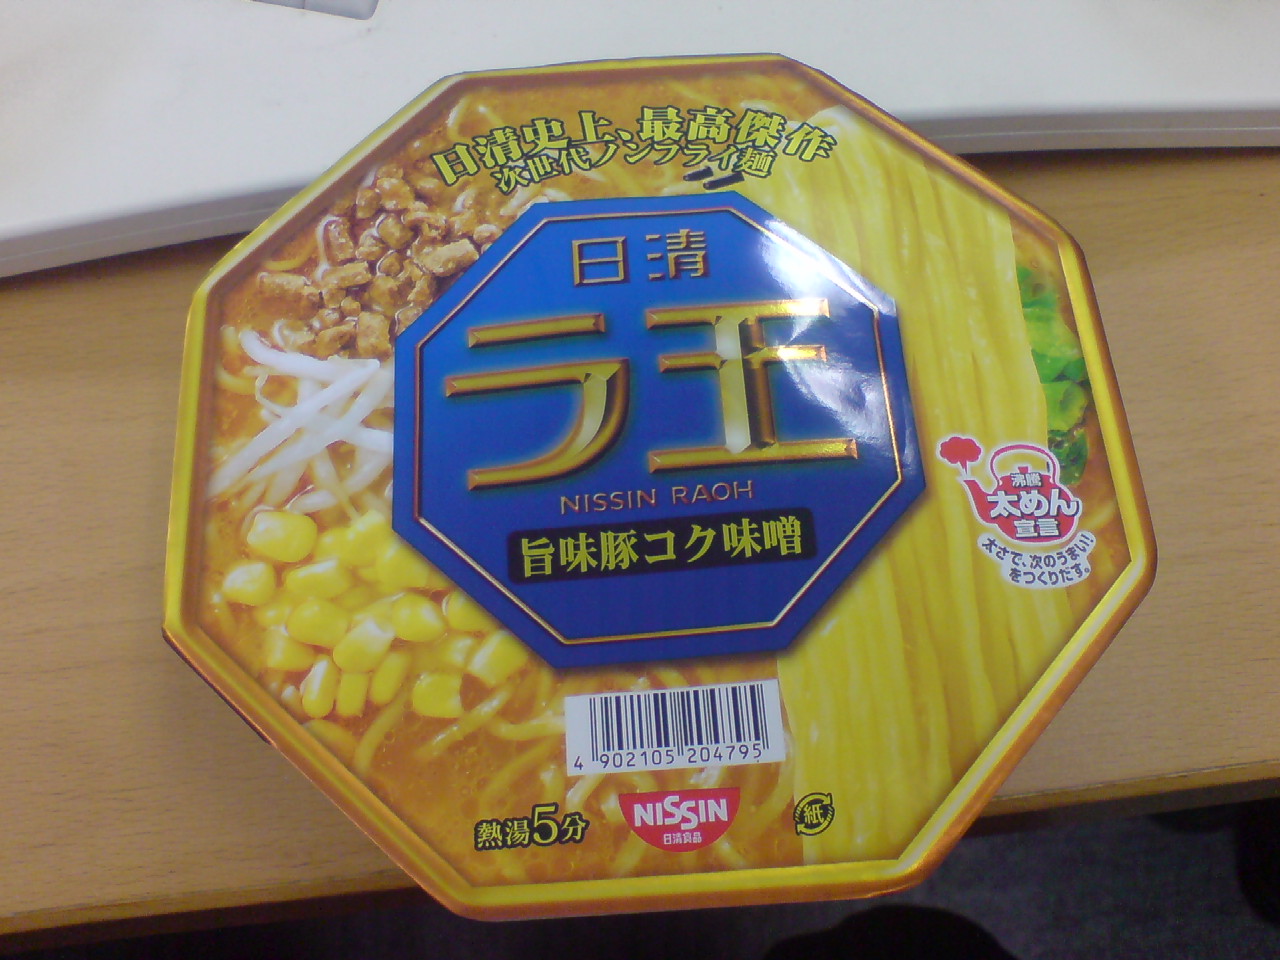 日清史上、最高傑作
次世代ノンフライ麺
日清
ラ王
NISSIN RAOH
旨味豚コク味噌
沸騰
太めん
宣言
太さで、次のうまい!
をつくりだす。
4 902105 204795
熱湯5分
NISSIN
日清食品
紙